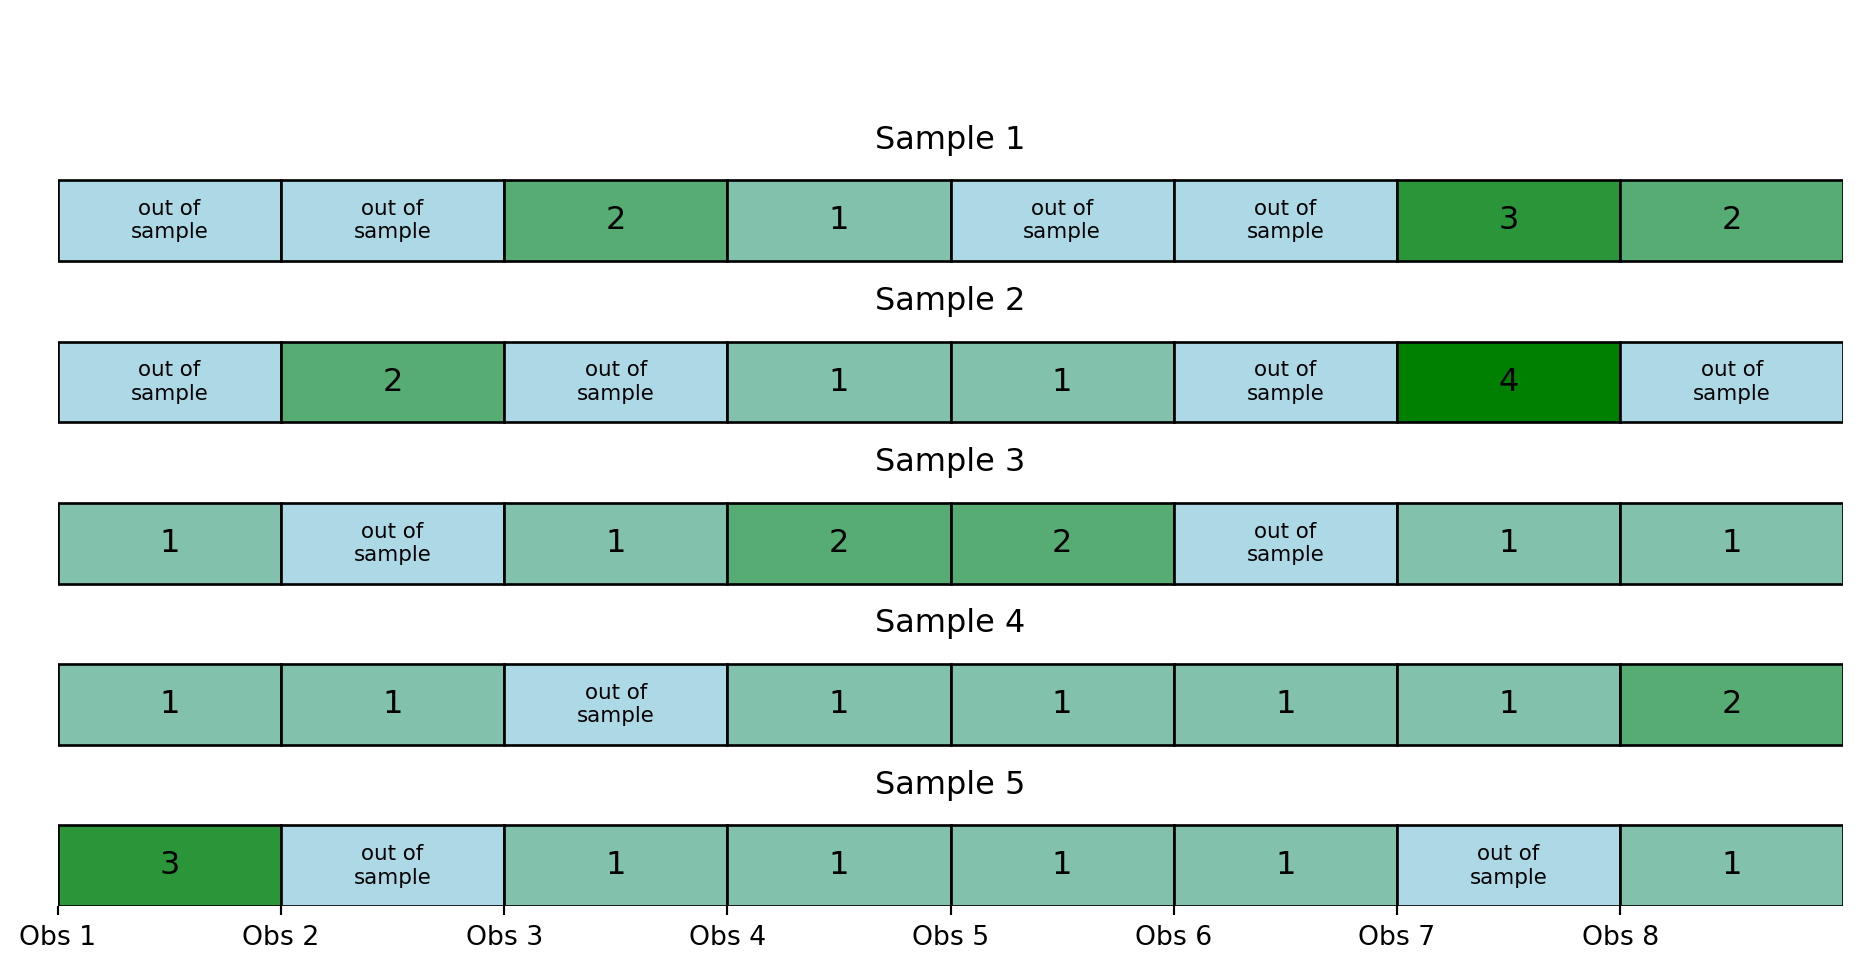 Sample 1
out of
sample
out of
sample
2
1
out of
sample
out of
sample
3
2
Sample 2
out of
sample
2
out of
sample
1
1
out of
sample
4
out of
sample
Sample 3
1
out of
sample
1
2
2
out of
sample
1
1
Sample 4
1
1
out of
sample
1
1
1
1
2
Sample 5
3
out of
sample
1
1
1
1
out of
sample
1
Obs 1
Obs 2
Obs 3
Obs 4
Obs 5
Obs 6
Obs 7
Obs 8